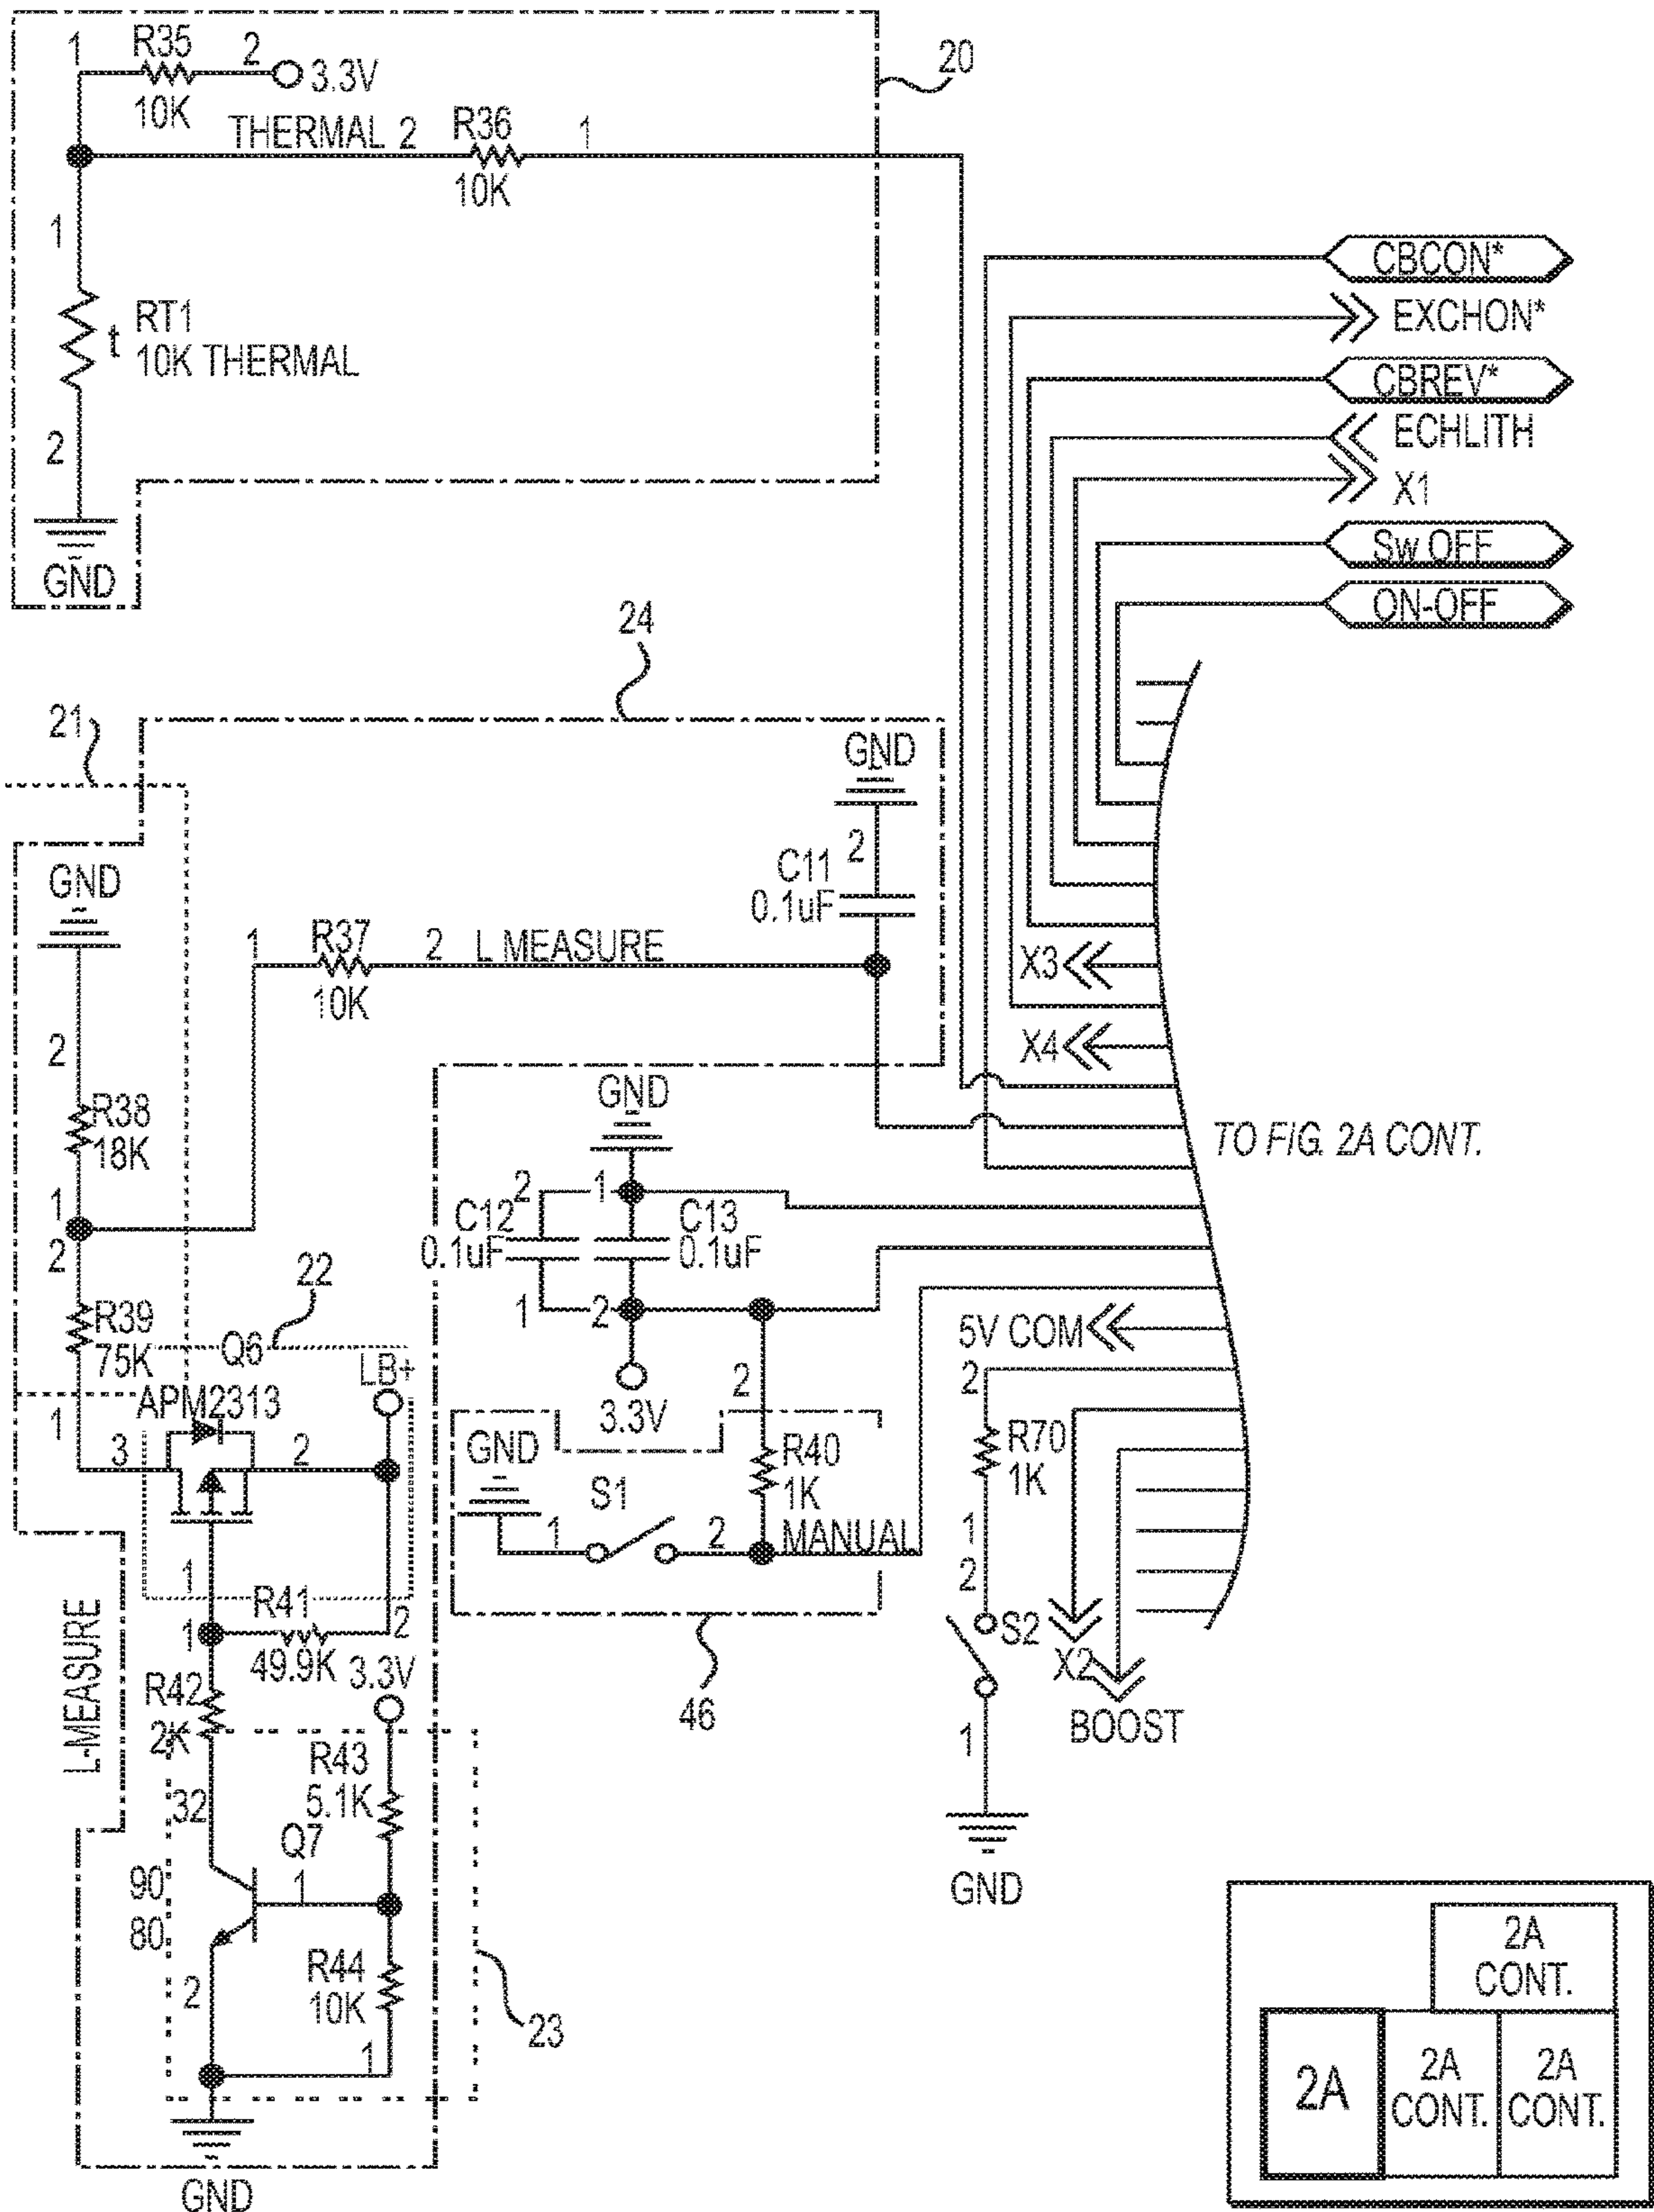 1 R35 2 3.3V
10K
20
THERMAL 2 R36 1
10K
1
RT1
t 10K THERMAL
2
GND
CBCON*
EXCHON*
CBREV*
ECHLITH
X1
Sw OFF
ON-OFF
24
21
GND
2
C11
0.1uF
GND
1 R37 2 L MEASURE
10K
X3
X4
2
R38
18K
1
2
GND
TO FIG. 2A CONT.
2 1
C12 C13
0.1uF 0.1uF
1 2
22
R39
75K
Q6
LB+
APM2313
1
3 2
3.3V
2
5V COM
2
R70
1K
1
2
GND
S1
R40
1K
1 2 MANUAL
1
R41
1 2
49.9K
3.3V
46
S2
X2
BOOST
1
GND
L-MEASURE
R42
2K
R43
5.1K
32
Q7
1
90
80
R44
10K
2
1
23
GND
2A
CONT.
2A
2A
CONT.
2A
CONT.